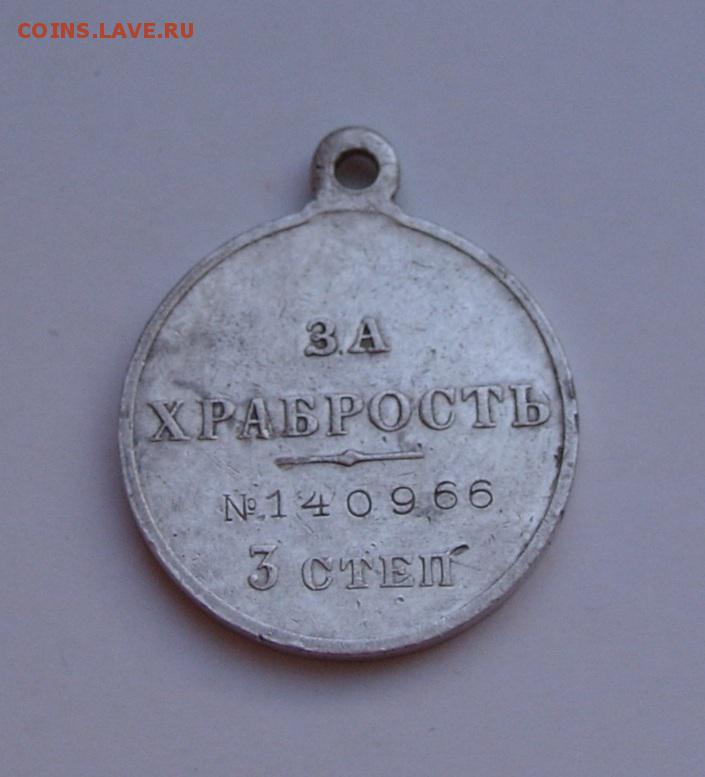 COINS.LAVE.RU
ЗА
ХРАБРОСТЬ
№140966
3 СТЕП